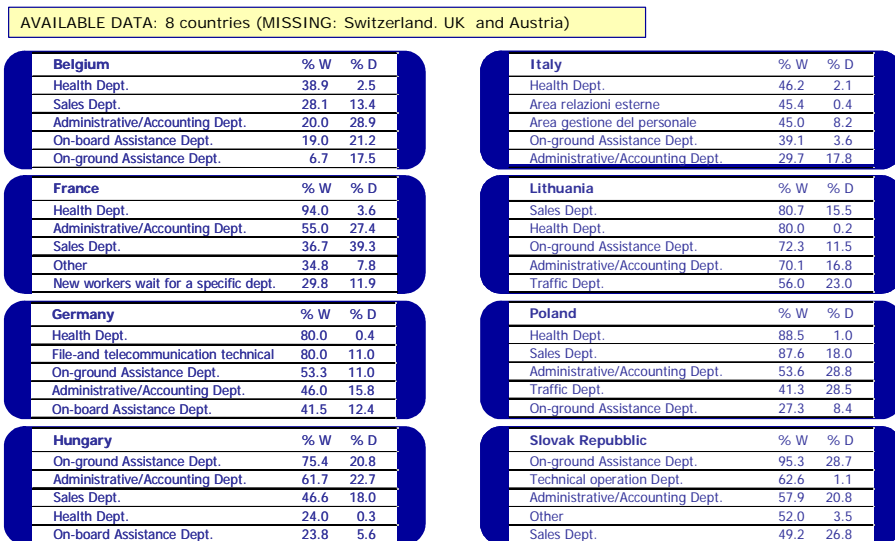 AVAILABLE DATA: 8 countries (MISSING: Switzerland. UK and Austria)
Belgium % W % D
Health Dept. 38.9 2.5
Sales Dept. 28.1 13.4
Administrative/Accounting Dept. 20.0 28.9
On-board Assistance Dept. 19.0 21.2
On-ground Assistance Dept. 6.7 17.5
France % W % D
Health Dept. 94.0 3.6
Administrative/Accounting Dept. 55.0 27.4
Sales Dept. 36.7 39.3
Other 34.8 7.8
New workers wait for a specific dept. 29.8 11.9
Germany % W % D
Health Dept. 80.0 0.4
File-and telecommunication technical 80.0 11.0
On-ground Assistance Dept. 53.3 11.0
Administrative/Accounting Dept. 46.0 15.8
On-board Assistance Dept. 41.5 12.4
Hungary % W % D
On-ground Assistance Dept. 75.4 20.8
Administrative/Accounting Dept. 61.7 22.7
Sales Dept. 46.6 18.0
Health Dept. 24.0 0.3
On-board Assistance Dept. 23.8 5.6
Italy % W % D
Health Dept. 46.2 2.1
Area relazioni esterne 45.4 0.4
Area gestione del personale 45.0 8.2
On-ground Assistance Dept. 39.1 3.6
Administrative/Accounting Dept. 29.7 17.8
Lithuania % W % D
Sales Dept. 80.7 15.5
Health Dept. 80.0 0.2
On-ground Assistance Dept. 72.3 11.5
Administrative/Accounting Dept. 70.1 16.8
Traffic Dept. 56.0 23.0
Poland % W % D
Health Dept. 88.5 1.0
Sales Dept. 87.6 18.0
Administrative/Accounting Dept. 53.6 28.8
Traffic Dept. 41.3 28.5
On-ground Assistance Dept. 27.3 8.4
Slovak Repubblic % W % D
On-ground Assistance Dept. 95.3 28.7
Technical operation Dept. 62.6 1.1
Administrative/Accounting Dept. 57.9 20.8
Other 52.0 3.5
Sales Dept. 49.2 26.8